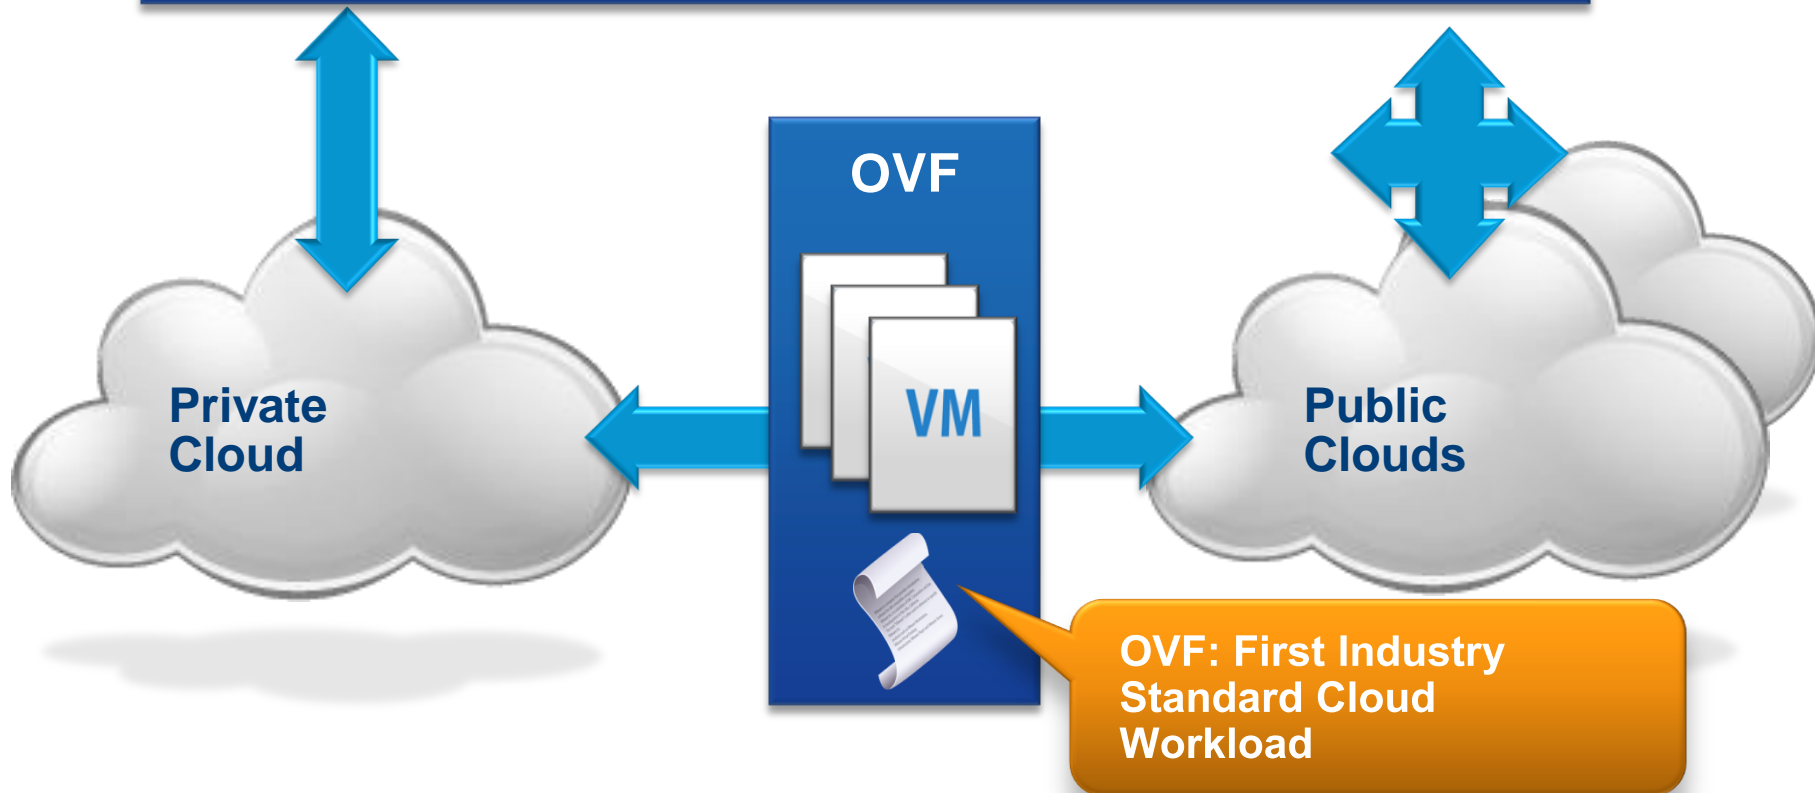 OVF
VM
Private
Cloud
Public
Clouds
OVF: First Industry
Standard Cloud
Workload